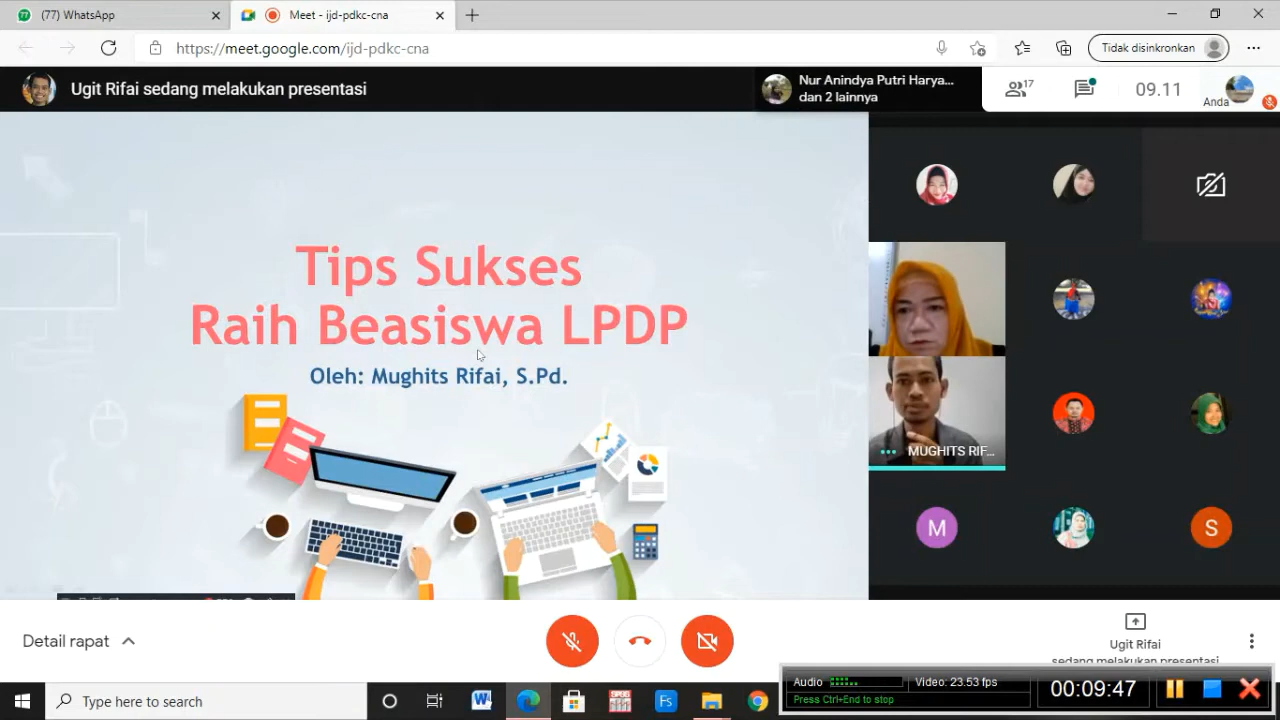 (77) WhatsApp
Meet - ijd-pdkc-cna
https://meet.google.com/ijd-pdkc-cna
Tidak disinkronkan
Ugit Rifai sedang melakukan presentasi
Nur Anindya Putri Harya...
dan 2 lainnya
17
09.11
Anda
Tips Sukses
Raih Beasiswa LPDP
Oleh: Mughits Rifai, S.Pd.
MUGHITS RIF...
M
S
Detail rapat
Ugit Rifai
sedang melakukan presentasi
Audio
Video: 23.53 fps
Press Ctrl+End to stop
00:09:47
Type here to search
W
Fs